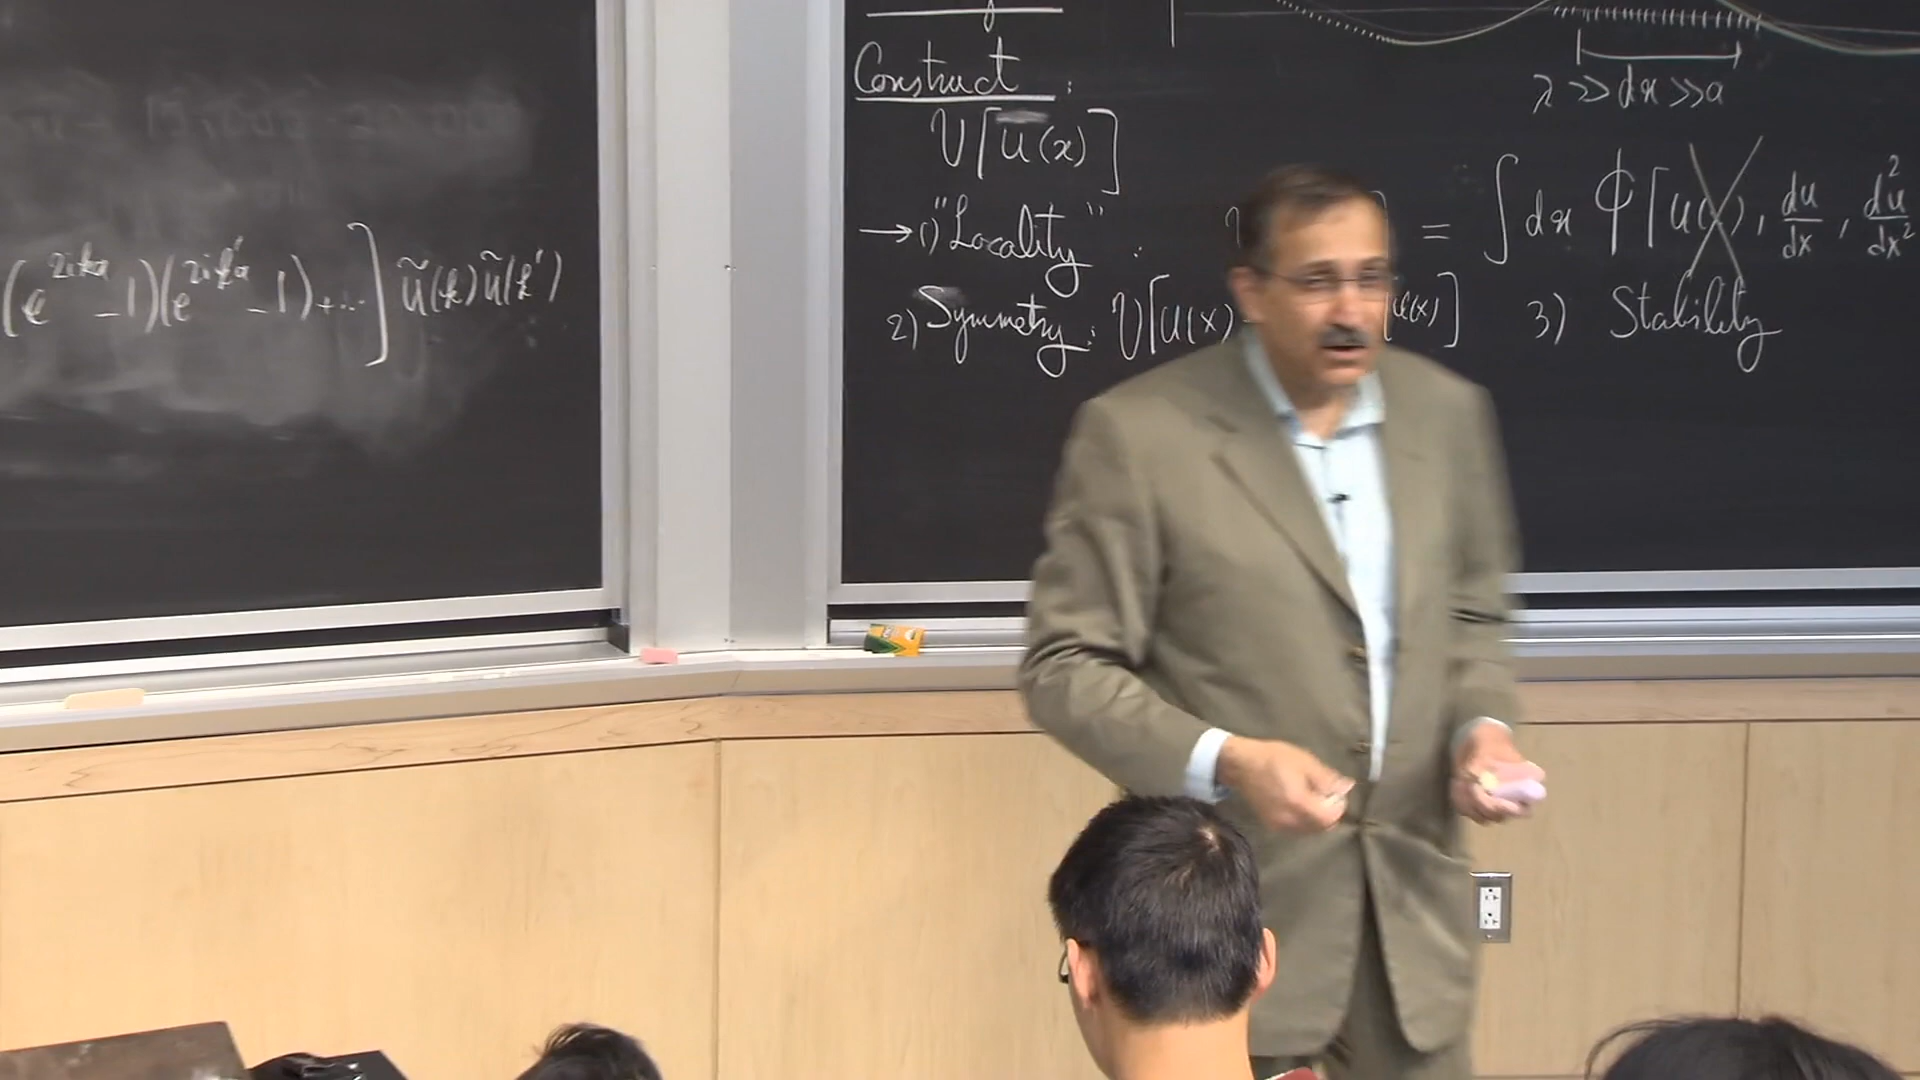 (e^{2ika} -1)(e^{2ik'a} -1)+...] ũ(k)ũ(k')
Construct :
V[u(x)]
λ >> dx >> a
→ 1) "Locality" : = ∫dx Φ[u(x), du/dx, d²u/dx²
2) Symmetry: V[u(x) u(x)] 3) Stability